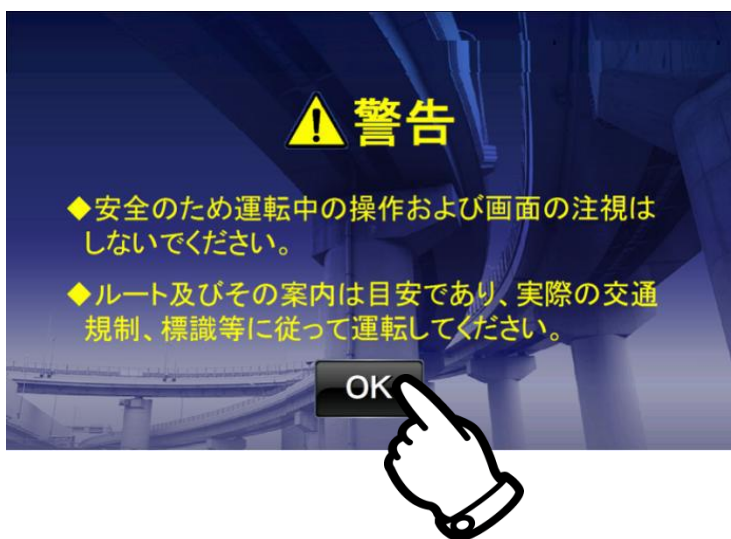 警告
◆安全のため運転中の操作および画面の注視は
しないでください。
◆ルート及びその案内は目安であり、実際の交通
規制、標識等に従って運転してください。
OK